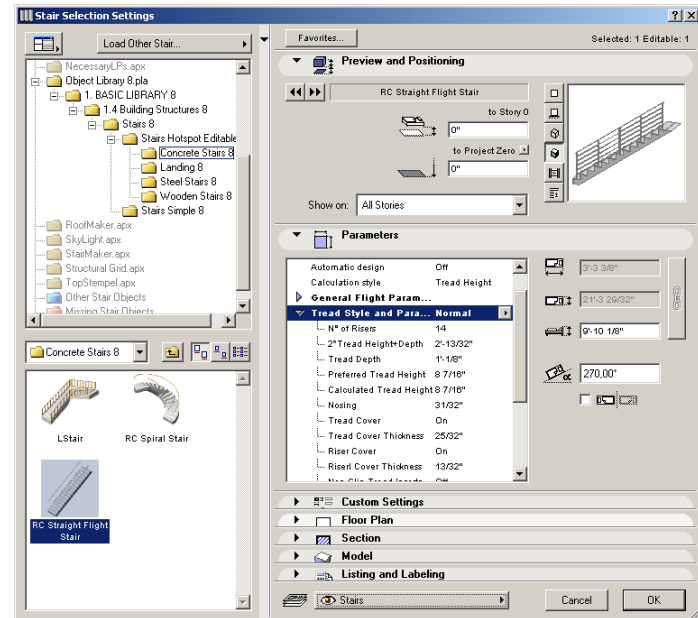 Stair Selection Settings
Load Other Stair...
NecessaryLPs.apx
Object Library 8.pla
1. BASIC LIBRARY 8
1.4 Building Structures 8
Stairs 8
Stairs Hotspot Editable
Concrete Stairs 8
Landing 8
Steel Stairs 8
Wooden Stairs 8
Stairs Simple 8
RoofMaker.apx
SkyLight.apx
StairMaker.apx
Structural Grid.apx
TopStempel.apx
Other Stair Objects
Missing Stair Objects
Concrete Stairs 8
LStair
RC Spiral Stair
RC Straight Flight
Stair
Favorites...
Selected: 1 Editable: 1
Preview and Positioning
RC Straight Flight Stair
to Story 0
0"
to Project Zero
0"
Show on: All Stories
Parameters
Automatic design Off
Calculation style Tread Height
General Flight Param...
Tread Style and Para... Normal
N° of Risers 14
2*Tread Height+Depth 2'-13/32"
Tread Depth 1'-1/8"
Preferred Tread Height 8 7/16"
Calculated Tread Height 8 7/16"
Nosing 31/32"
Tread Cover On
Tread Cover Thickness 25/32"
Riser Cover On
Riserl Cover Thickness 13/32"
Non-Slip Tread Inserts Off
3'-3 3/8"
21'-3 29/32"
9'-10 1/8"
α 270,00°
Custom Settings
Floor Plan
Section
Model
Listing and Labeling
Stairs
Cancel
OK